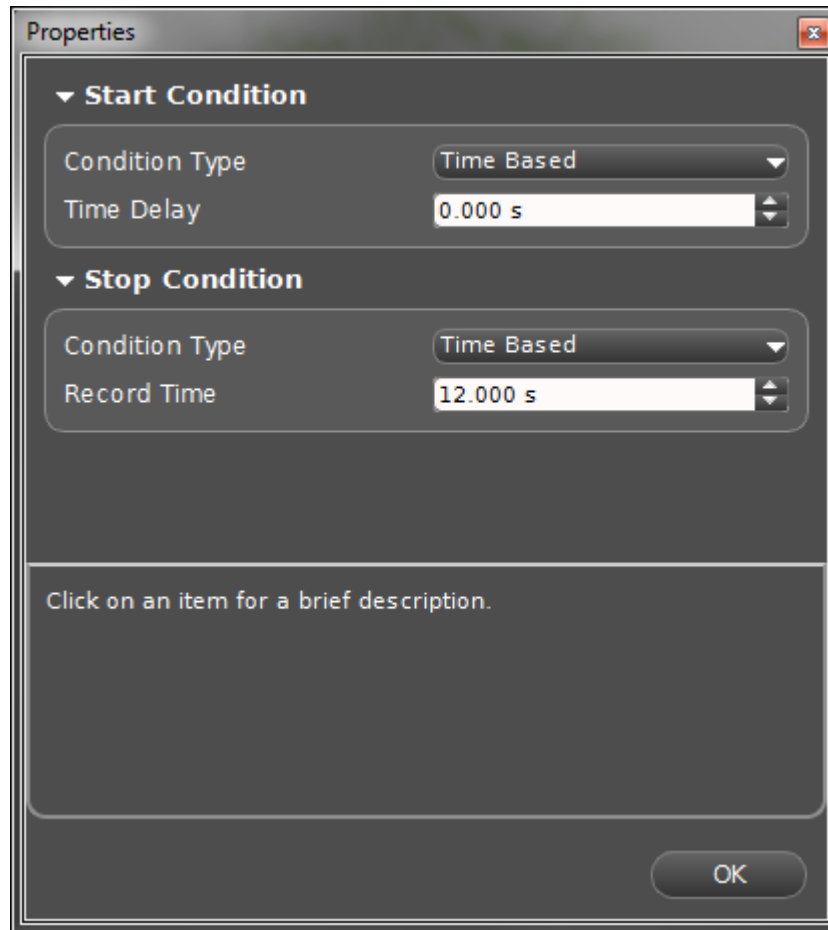 Properties
Start Condition
Condition Type Time Based
Time Delay 0.000 s
Stop Condition
Condition Type Time Based
Record Time 12.000 s
Click on an item for a brief description.
OK